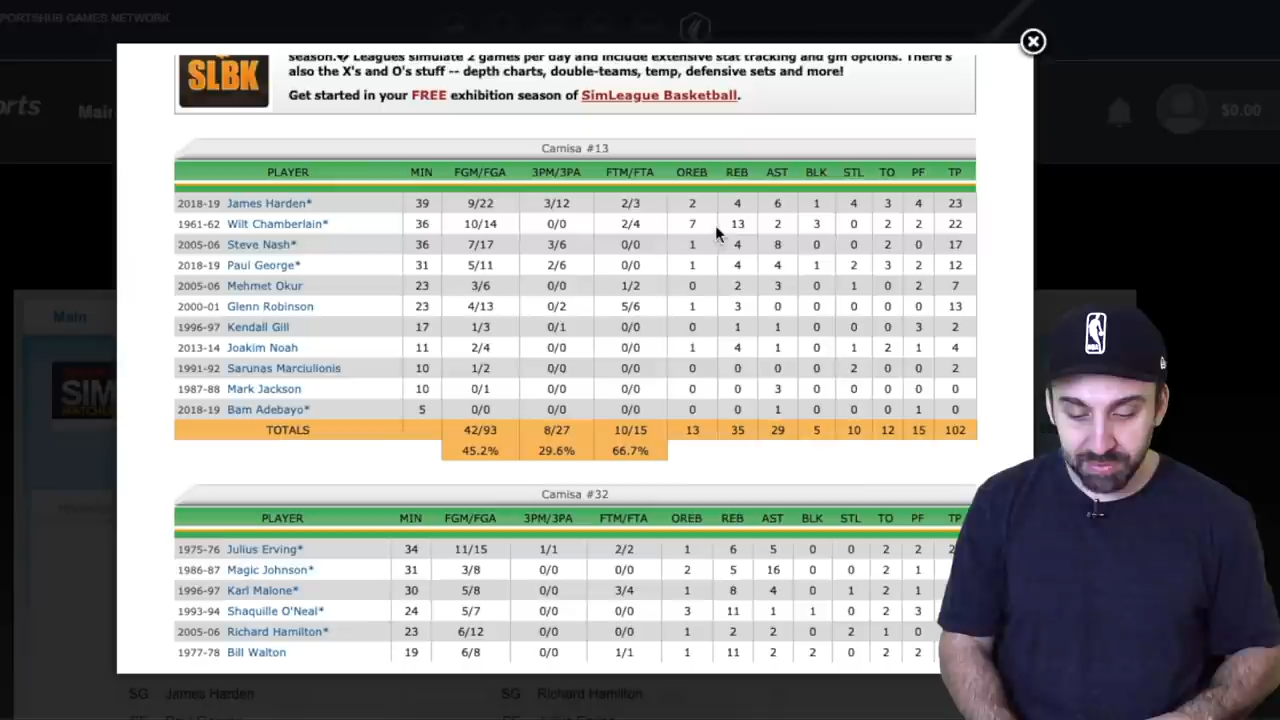 PORTSHUB GAMES NETWORK
orts
Main
$0.00
SLBK
season.� Leagues simulate 2 games per day and include extensive stat tracking and gm options. There's
also the X's and O's stuff -- depth charts, double-teams, temp, defensive sets and more!
Get started in your FREE exhibition season of SimLeague Basketball.
Camisa #13
PLAYER MIN FGM/FGA 3PM/3PA FTM/FTA OREB REB AST BLK STL TO PF TP
2018-19 James Harden* 39 9/22 3/12 2/3 2 4 6 1 4 3 4 23
1961-62 Wilt Chamberlain* 36 10/14 0/0 2/4 7 13 2 3 0 2 2 22
2005-06 Steve Nash* 36 7/17 3/6 0/0 1 4 8 0 0 2 0 17
2018-19 Paul George* 31 5/11 2/6 0/0 1 4 4 1 2 3 2 12
2005-06 Mehmet Okur 23 3/6 0/0 1/2 0 2 3 0 1 0 2 7
2000-01 Glenn Robinson 23 4/13 0/2 5/6 1 3 0 0 0 0 0 13
1996-97 Kendall Gill 17 1/3 0/1 0/0 0 1 1 0 0 0 3 2
2013-14 Joakim Noah 11 2/4 0/0 0/0 1 4 1 0 1 2 1 4
1991-92 Sarunas Marciulionis 10 1/2 0/0 0/0 0 0 0 0 2 0 0 2
1987-88 Mark Jackson 10 0/1 0/0 0/0 0 0 3 0 0 0 0 0
2018-19 Bam Adebayo* 5 0/0 0/0 0/0 0 0 1 0 0 0 1 0
TOTALS 42/93 8/27 10/15 13 35 29 5 10 12 15 102
45.2% 29.6% 66.7%
Camisa #32
PLAYER MIN FGM/FGA 3PM/3PA FTM/FTA OREB REB AST BLK STL TO PF TP
1975-76 Julius Erving* 34 11/15 1/1 2/2 1 6 5 0 0 2 2 2
1986-87 Magic Johnson* 31 3/8 0/0 0/0 2 5 16 0 0 2 1
1996-97 Karl Malone* 30 5/8 0/0 3/4 1 8 4 0 1 2 1
1993-94 Shaquille O'Neal* 24 5/7 0/0 0/0 3 11 1 1 0 2 3
2005-06 Richard Hamilton* 23 6/12 0/0 0/0 1 2 2 0 2 1 0
1977-78 Bill Walton 19 6/8 0/0 1/1 1 11 2 2 0 2 2
Main
SIM
NBA
SG James Harden SG Richard Hamilton